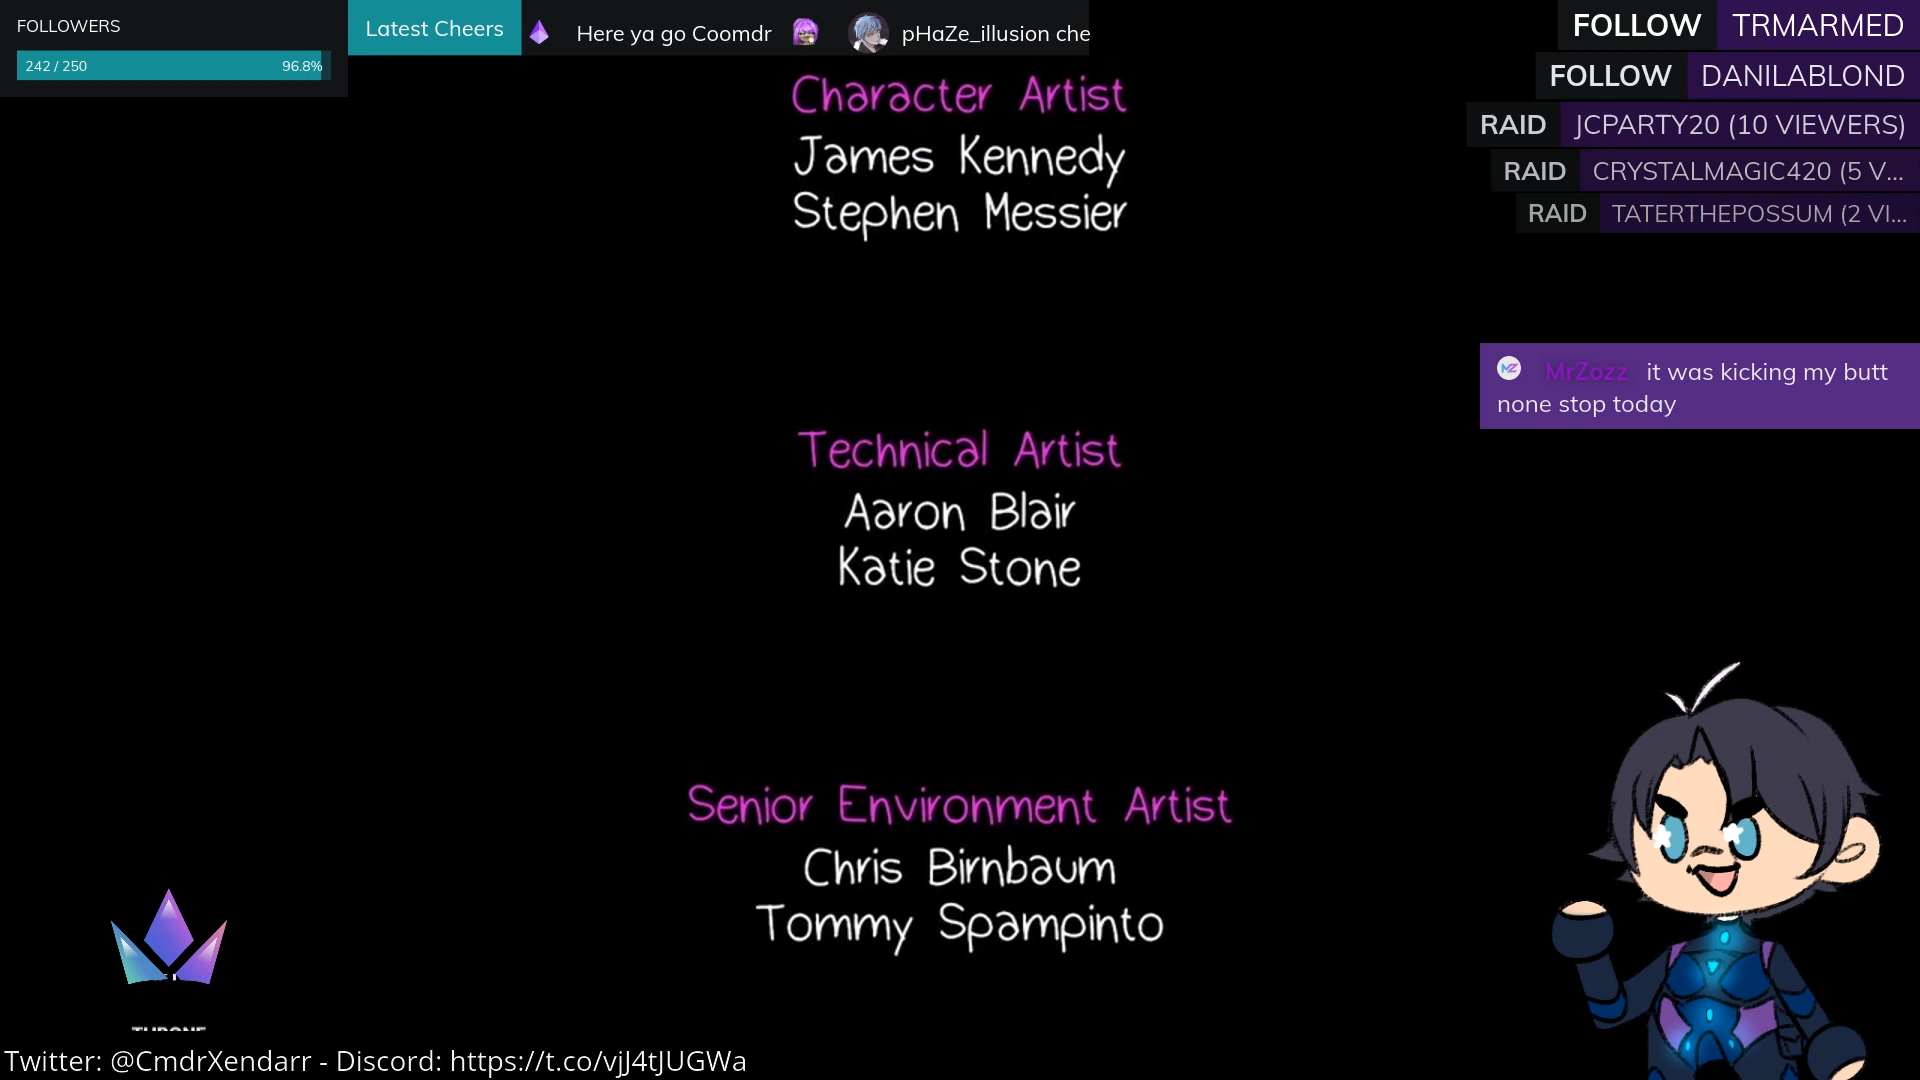 FOLLOWERS
242 / 250
96.8%
Latest Cheers
Here ya go Coomdr
pHaZe_illusion che
FOLLOW TRMARMED
FOLLOW DANILABLOND
RAID JCPARTY20 (10 VIEWERS)
RAID CRYSTALMAGIC420 (5 V...
RAID TATERTHEPOSSUM (2 VI...
Character Artist
James Kennedy
Stephen Messier
MrZozz it was kicking my butt
none stop today
Technical Artist
Aaron Blair
Katie Stone
Senior Environment Artist
Chris Birnbaum
Tommy Spampinto
THRONE
Twitter: @CmdrXendarr - Discord: https://t.co/vjJ4tJUGWa